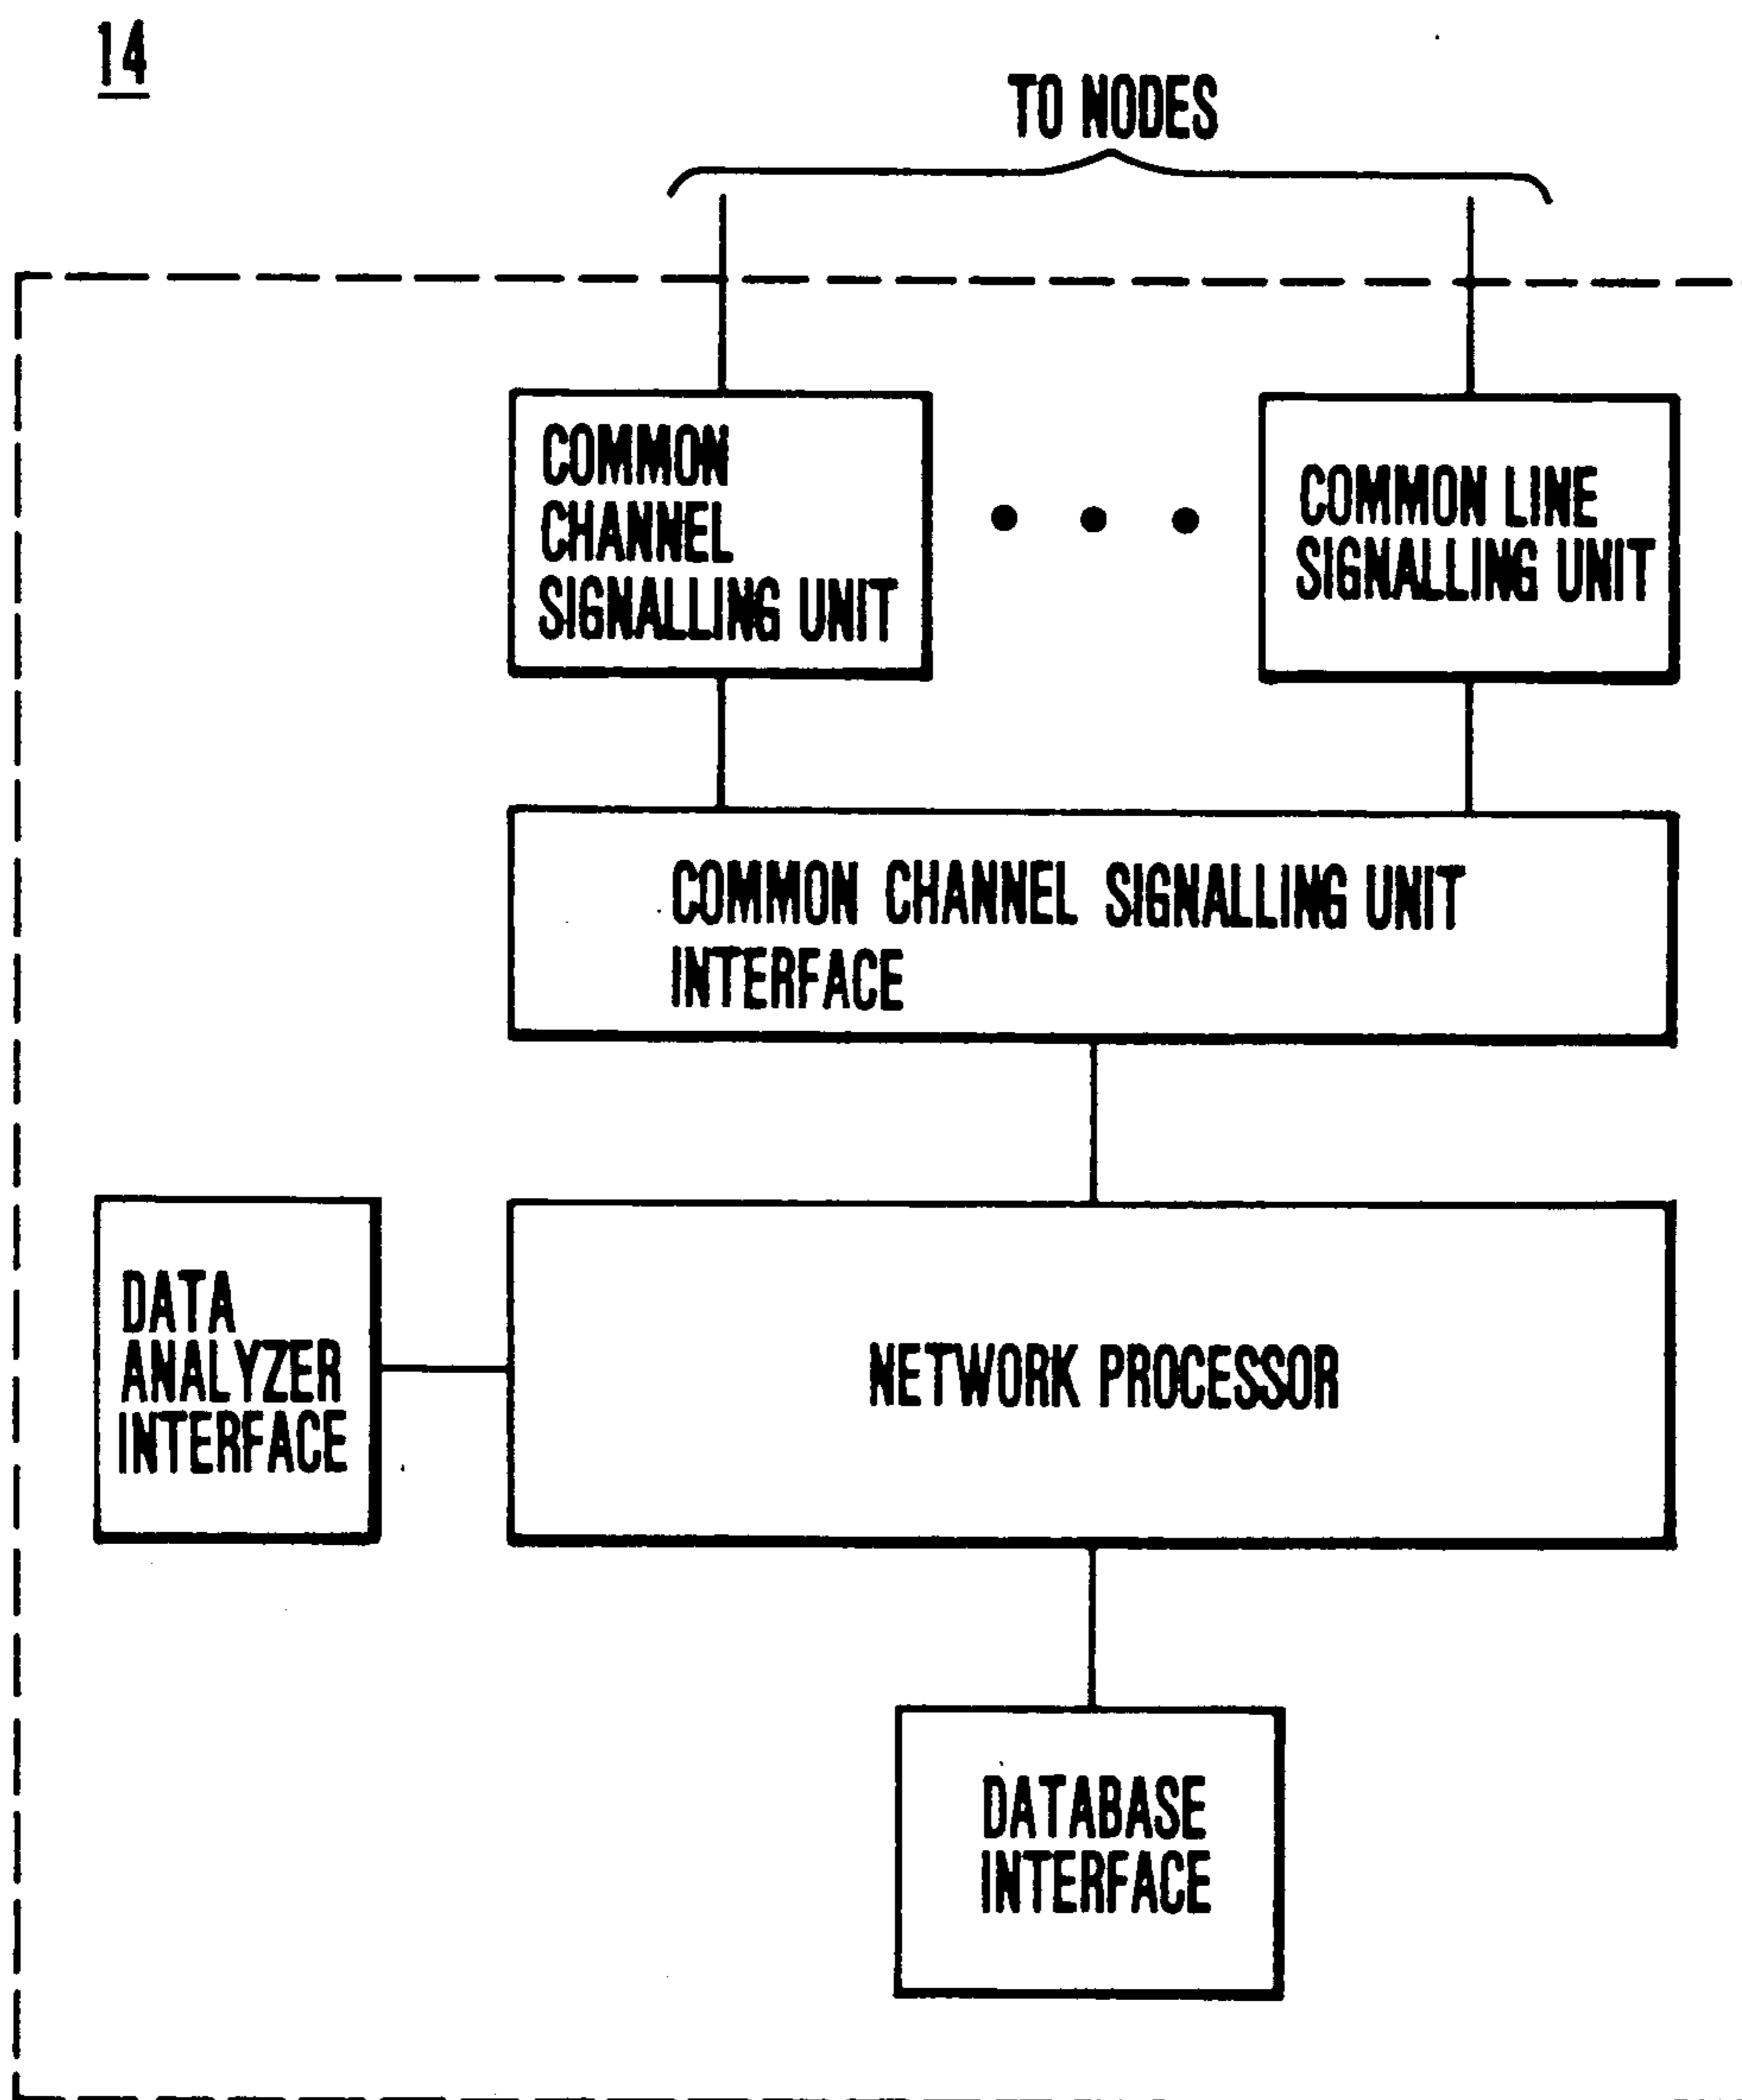 14
TO NODES
COMMON
CHANNEL
SIGNALLING UNIT
COMMON LINE
SIGNALLING UNIT
COMMON CHANNEL SIGNALLING UNIT
INTERFACE
DATA
ANALYZER
INTERFACE
NETWORK PROCESSOR
DATABASE
INTERFACE